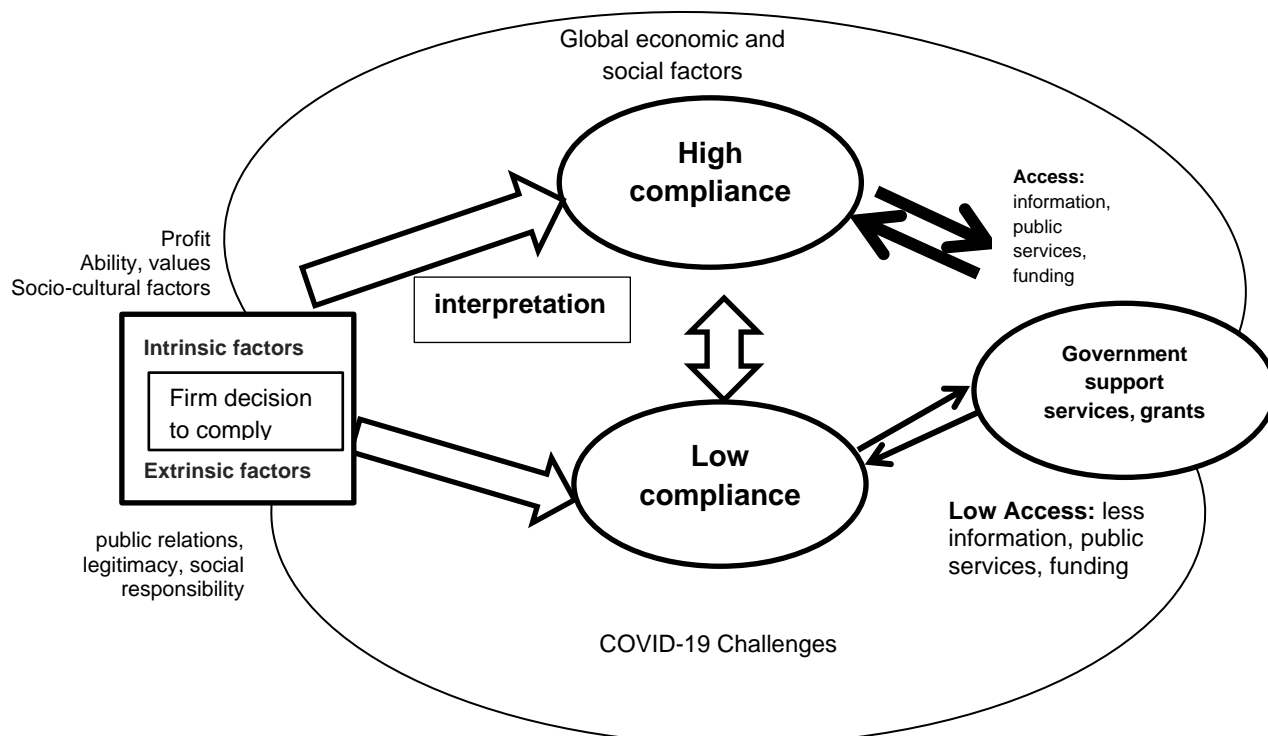 Global economic and
social factors
High
compliance
Access:
information,
public
services,
funding
Profit
Ability, values
Socio-cultural factors
interpretation
Intrinsic factors
Firm decision
to comply
Extrinsic factors
Government
support
services, grants
Low
compliance
public relations,
legitimacy, social
responsibility
Low Access: less
information, public
services, funding
COVID-19 Challenges